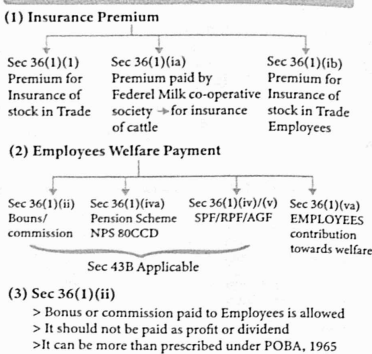 (1) Insurance Premium
Sec 36(1)(1) Sec 36(1)(ia) Sec 36(1)(ib)
Premium for Premium paid by Premium for
Insurance of Federel Milk co-operative Insurance of
stock in Trade society →for insurance stock in Trade
of cattle Employees
(2) Employees Welfare Payment
Sec 36(1)(ii) Sec 36(1)(iva) Sec 36(1)(iv)/(v) Sec 36(1)(va)
Bouns/ Pension Scheme SPF/RPF/AGF EMPLOYEES
commission NPS 80CCD contribution
towards welfare
Sec 43B Applicable
(3) Sec 36(1)(ii)
> Bonus or commission paid to Employees is allowed
> It should not be paid as profit or dividend
>It can be more than prescribed under POBA, 1965